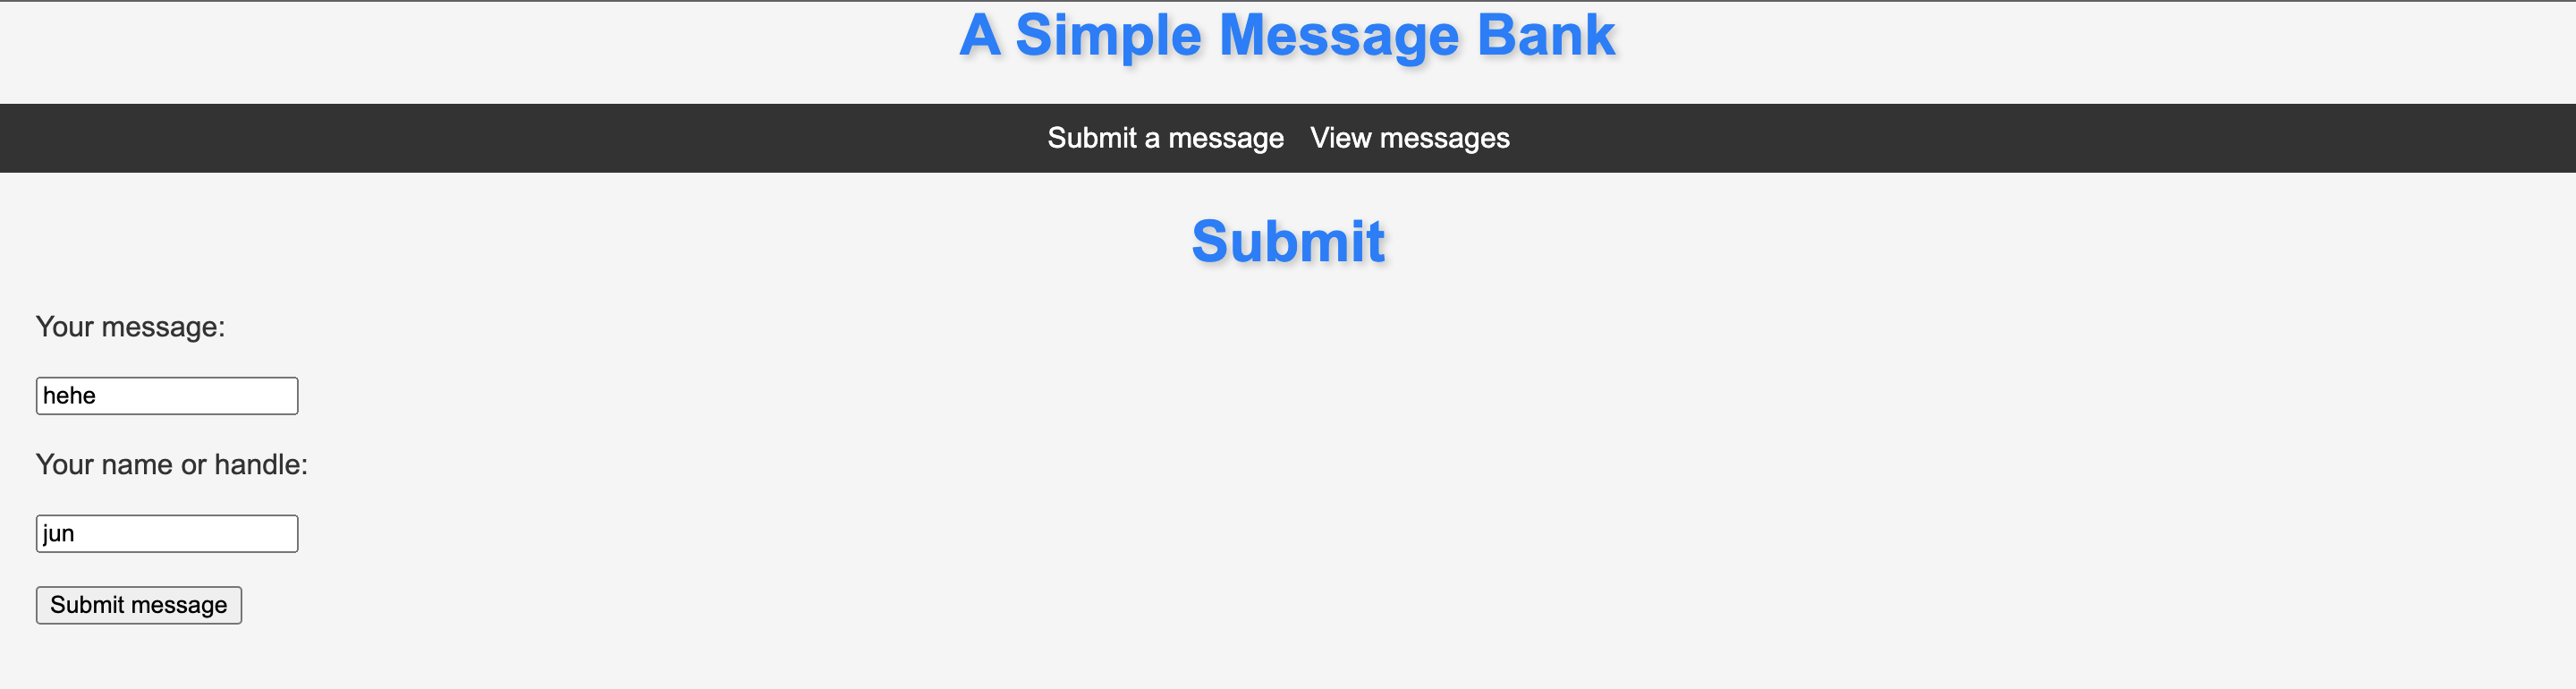 A Simple Message Bank
Submit a message View messages
Submit
Your message:
hehe
Your name or handle:
jun
Submit message